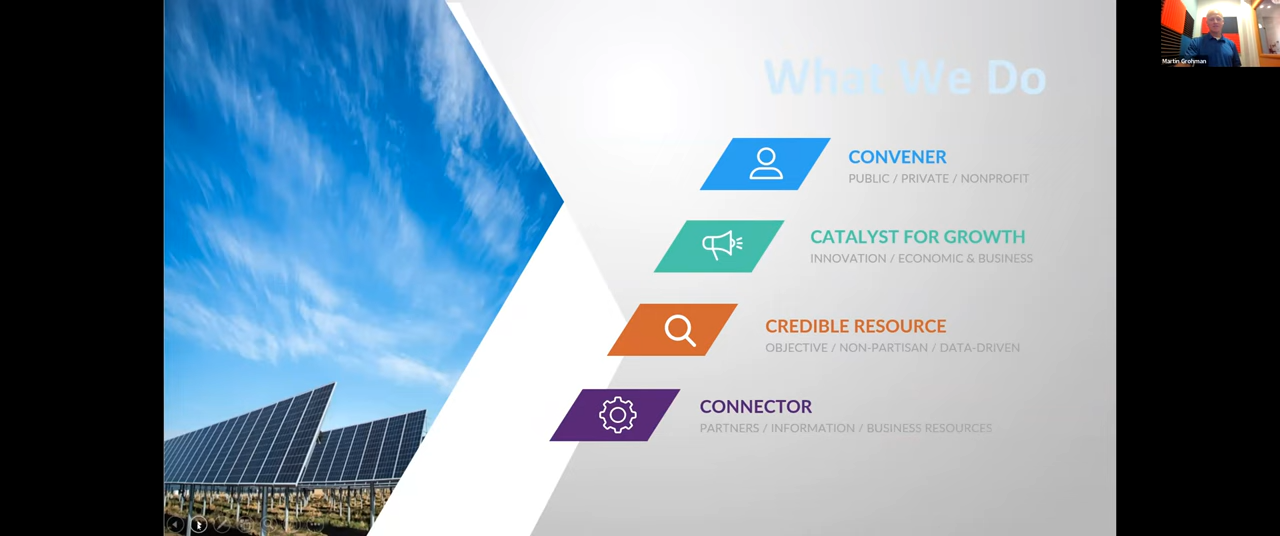 What We Do
CONVENER
PUBLIC / PRIVATE / NONPROFIT
CATALYST FOR GROWTH
INNOVATION / ECONOMIC & BUSINESS
CREDIBLE RESOURCE
OBJECTIVE / NON-PARTISAN / DATA-DRIVEN
CONNECTOR
PARTNERS / INFORMATION / BUSINESS RESOURCES
Martin Grohman